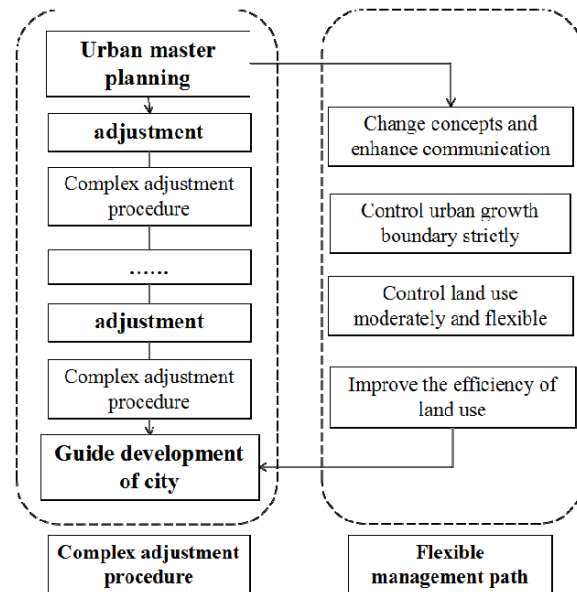 Urban master
planning
adjustment
Complex adjustment
procedure
......
adjustment
Complex adjustment
procedure
Guide development
of city
Complex adjustment
procedure
Change concepts and
enhance communication
Control urban growth
boundary strictly
Control land use
moderately and flexible
Improve the efficiency of
land use
Flexible
management path